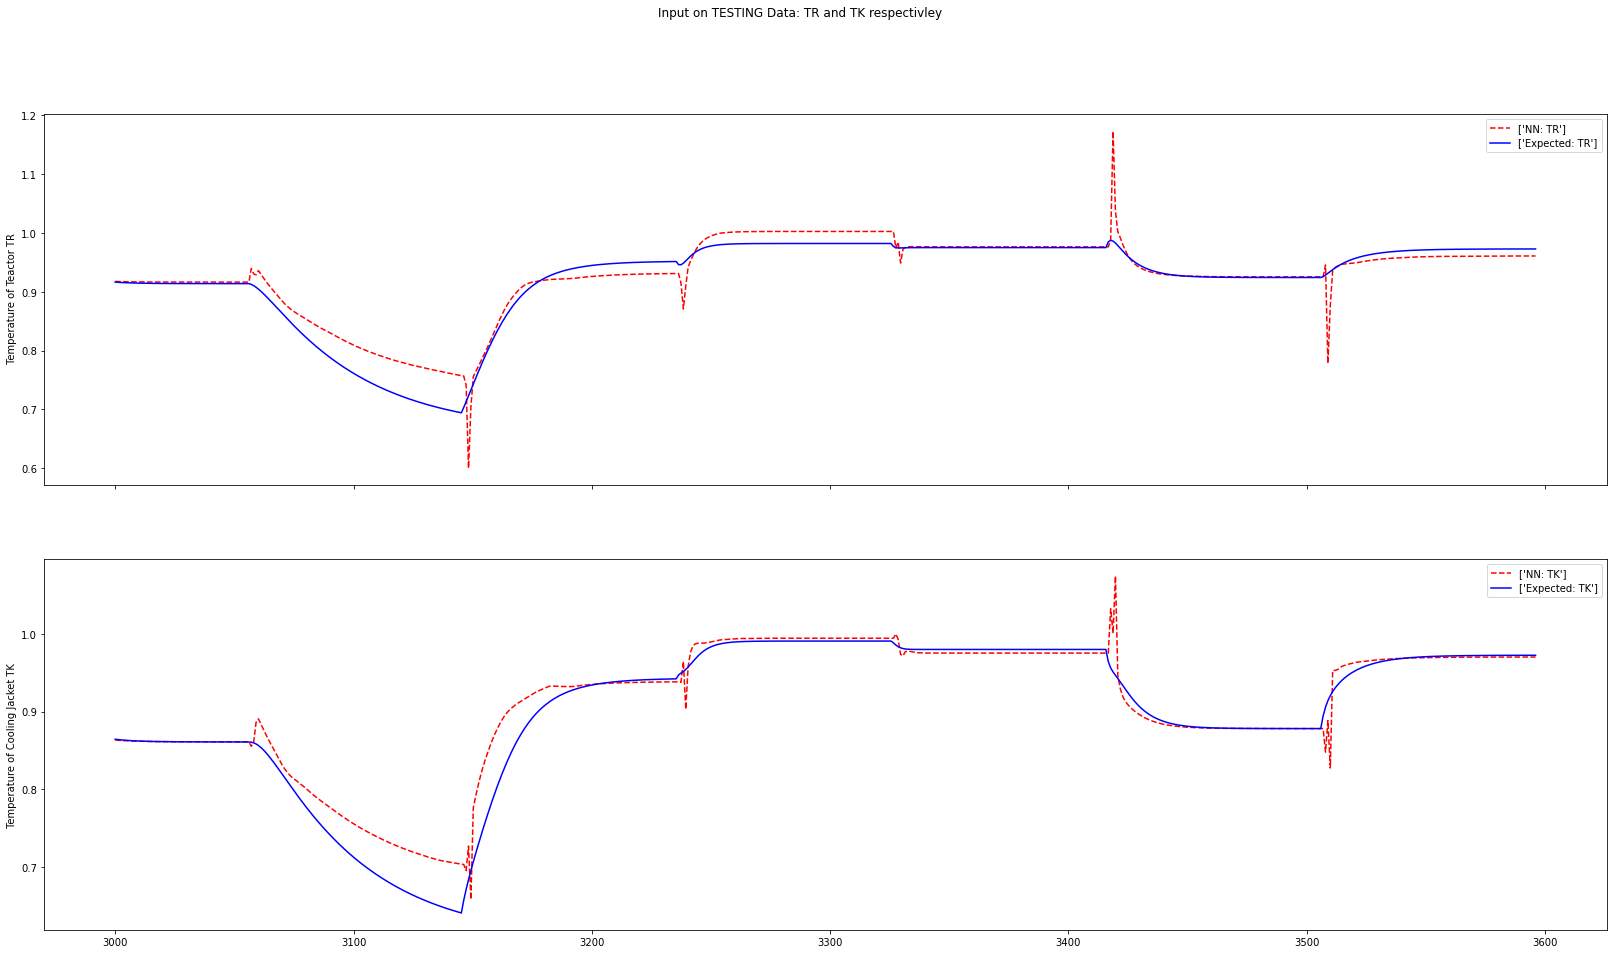 Input on TESTING Data: TR and TK respectivley
1.2
1.1
1.0
0.9
0.8
0.7
0.6
Temperature of Teactor TR
['NN: TR']
['Expected: TR']
1.0
0.9
0.8
0.7
Temperature of Cooling Jacket TK
['NN: TK']
['Expected: TK']
3000 3100 3200 3300 3400 3500 3600